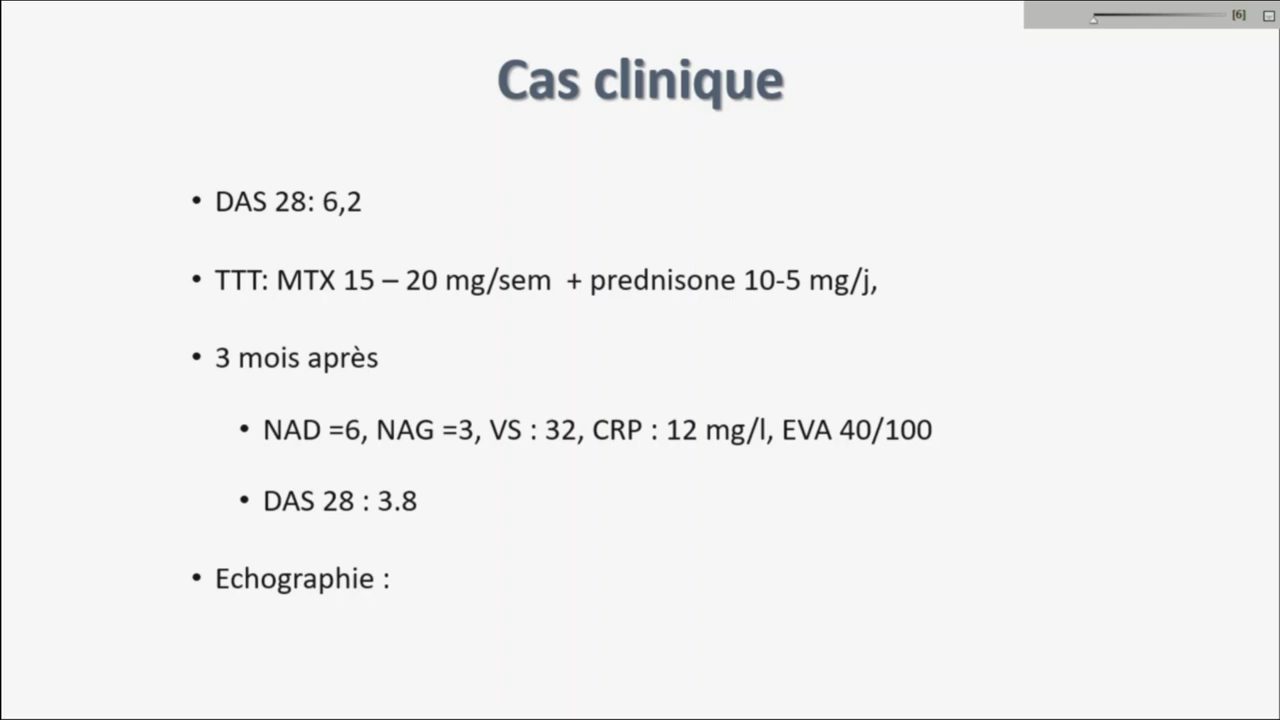 [6]
Cas clinique
• DAS 28: 6,2
• TTT: MTX 15 – 20 mg/sem + prednisone 10-5 mg/j,
• 3 mois après
• NAD =6, NAG =3, VS : 32, CRP : 12 mg/l, EVA 40/100
• DAS 28 : 3.8
• Echographie :